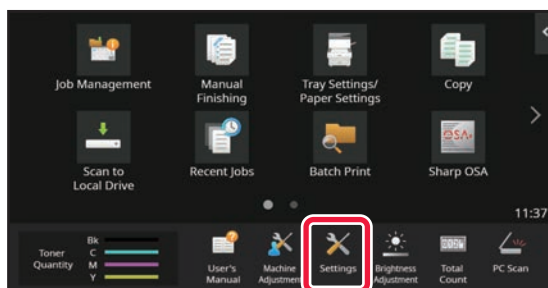 Job Management
Manual
Finishing
Tray Settings/
Paper Settings
Copy
Scan to
Local Drive
Recent Jobs
Batch Print
Sharp OSA
11:37
Toner
Quantity
Bk
C
M
Y
User's
Manual
Machine
Adjustment
Settings
Brightness
Adjustment
Total
Count
PC Scan